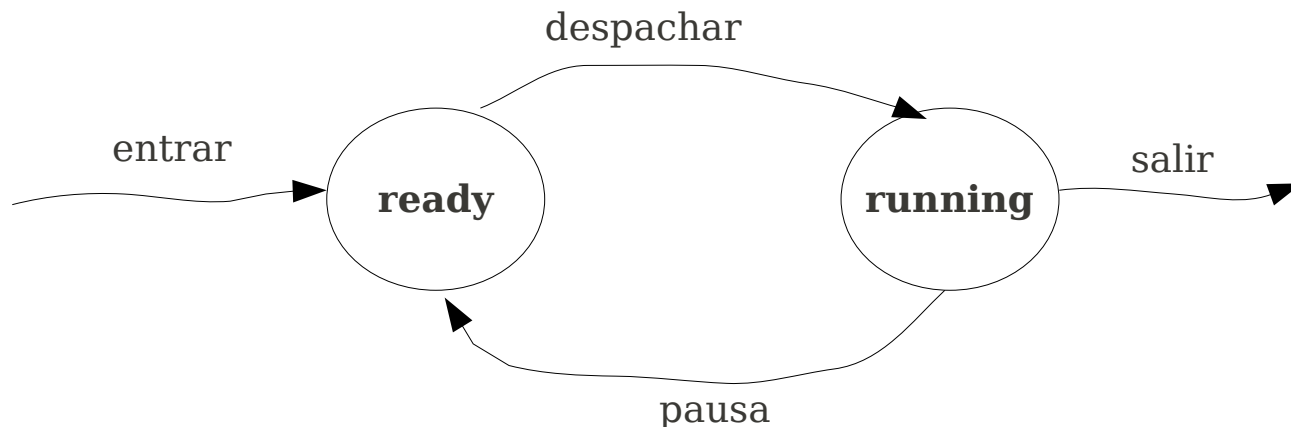 despachar
entrar
salir
ready
running
pausa